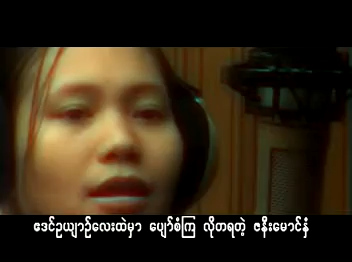 ဧဒင်ဥယျာဉ်လေးထဲမှာ ပျော်စံကြ လိုတရတဲ့ ဇနီးမောင်နှံ